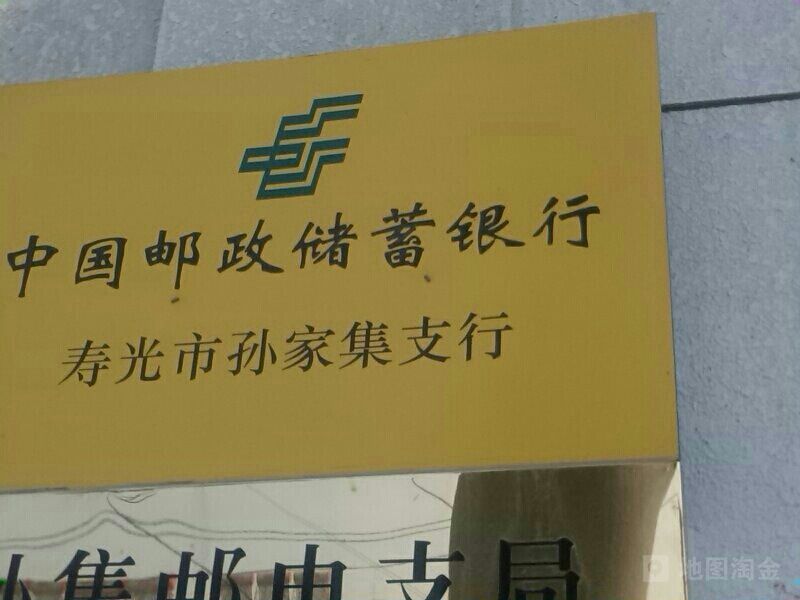 中国邮政储蓄银行
寿光市孙家集支行
集邮电支局
地图淘金